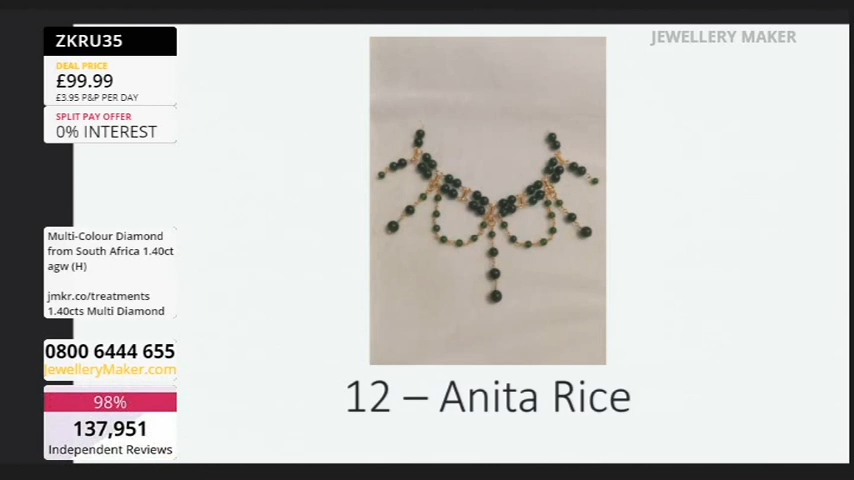 ZKRU35
DEAL PRICE
£99.99
£3.95 P&P PER DAY
SPLIT PAY OFFER
0% INTEREST
Multi-Colour Diamond
from South Africa 1.40ct
agw (H)
jmkr.co/treatments
1.40cts Multi Diamond
0800 6444 655
JewelleryMaker.com
98%
137,951
Independent Reviews
JEWELLERY MAKER
12 – Anita Rice